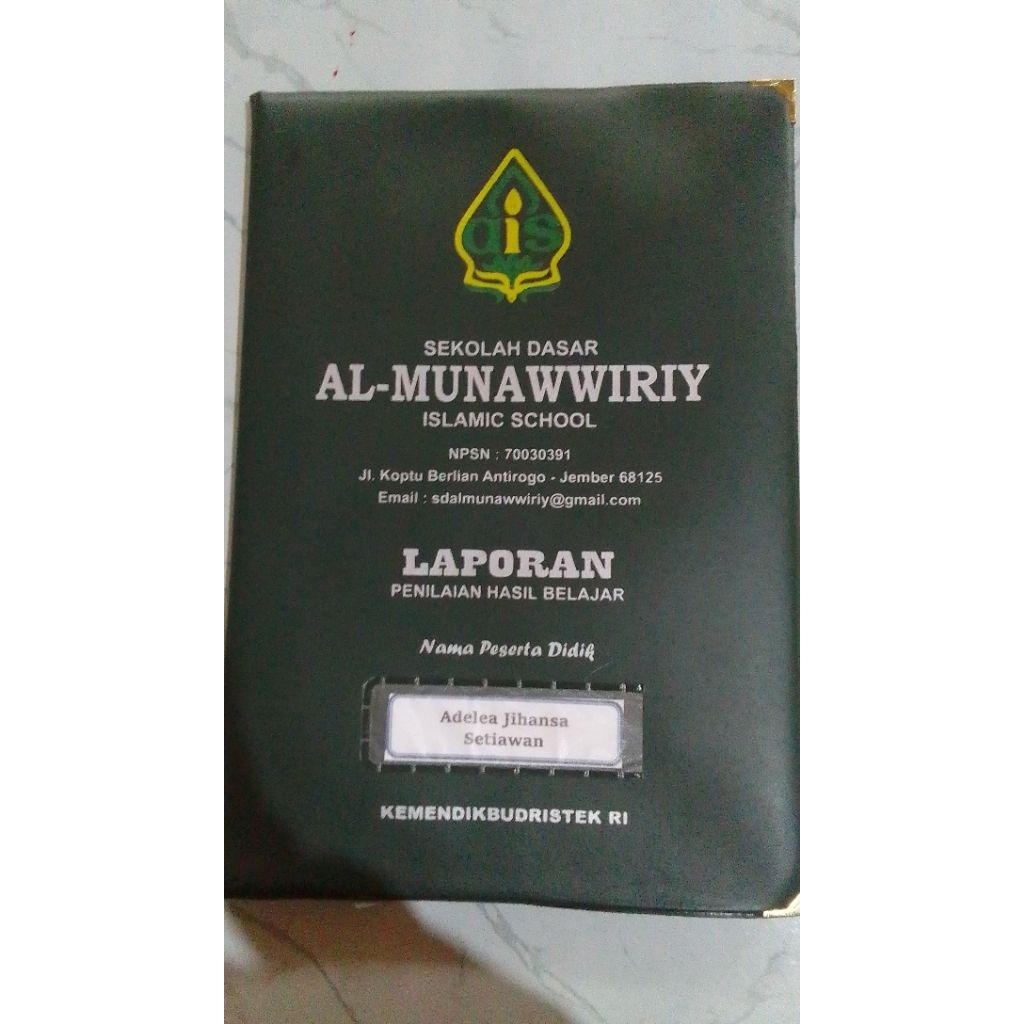 ais
SEKOLAH DASAR
AL-MUNAWWIRIY
ISLAMIC SCHOOL
NPSN : 70030391
Jl. Koptu Berlian Antirogo - Jember 68125
Email : sdalmunawwiriy@gmail.com
LAPORAN
PENILAIAN HASIL BELAJAR
Nama Peserta Didik
Adelea Jihansa
Setiawan
KEMENDIKBUDRISTEK RI